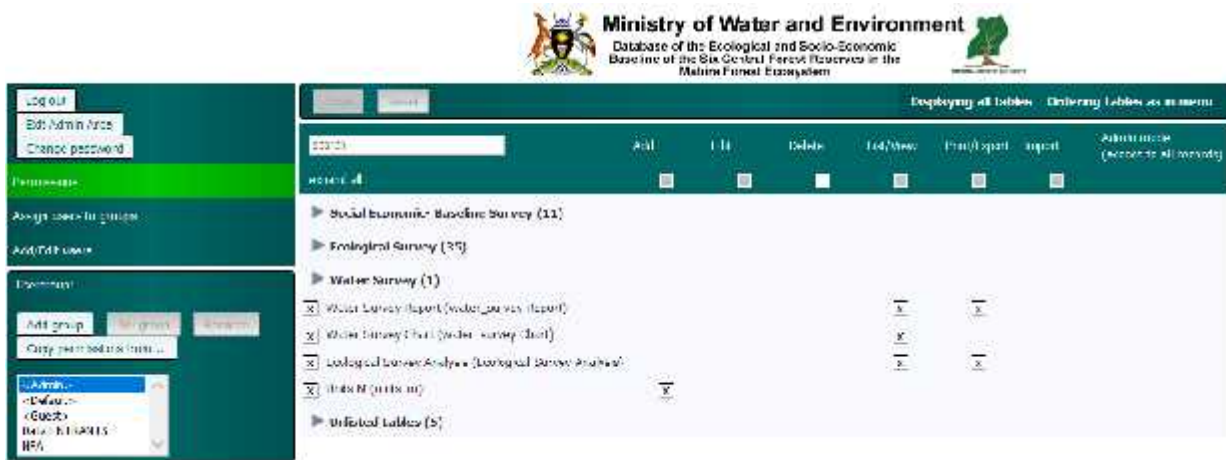 Ministry of Water and Environment
Database of the Ecological and Socio-Economic
Baseline of the Six Central Forest Reserves in the
Mabira Forest Ecosystem
Log out
Exit Admin Area
Change password
Permissions
Assign users to groups
Add/Edit users
Add group
Copy permissions from ...
<Admin>
<Default>
<Guest>
NFA
Displaying all tables Ordering tables as in menu
search Add Edit Delete List/View Print/Export Import Admin mode
(access to all records)
expand all
Social Economic- Baseline Survey (11)
Ecological Survey (35)
Water Survey (1)
x Water Survey Report (water_survey Report) x x
x Water Survey Chart (water_survey Chart) x
x Ecological Survey Analysis (Ecological Survey Analysis) x x
x x
Unlisted tables (5)